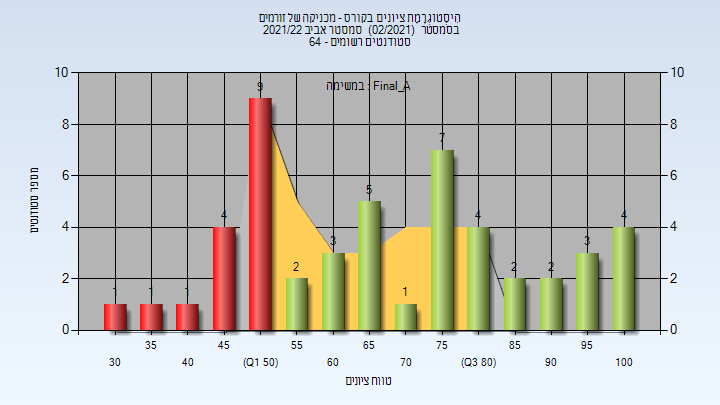 היסטוגרמת ציונים בקורס - מכניקה של זורמים
בסמסטר (02/2021) סמסטר אביב 2021/22
סטודנטים רשומים - 64
במשימה : Final_A
מספר סטודנטים
10 10
8 8
6 6
4 4
2 2
0 0
1 1 1 4 9 2 3 5 1 7 4 2 2 3 4
35 45 55 65 75 85 95
30 40 (Q1 50) 60 70 (Q3 80) 90 100
טווח ציונים